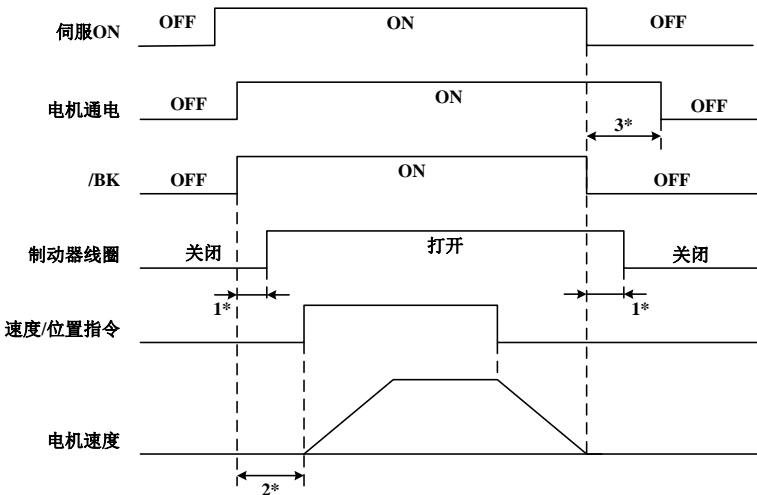 伺服ON OFF ON OFF
电机通电 OFF ON OFF
3*
/BK OFF ON OFF
制动器线圈 关闭 打开 关闭
1* 1*
速度/位置指令
电机速度
2*